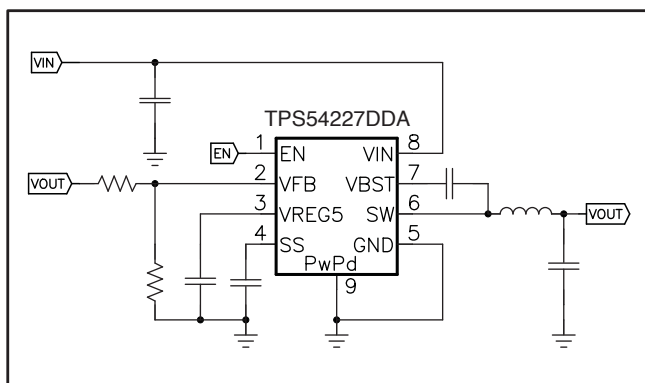 VIN
TPS54227DDA
EN
1
EN
VIN
8
VOUT
2
VFB
VBST
7
3
VREG5
SW
6
VOUT
4
SS
GND
5
PwPd
9